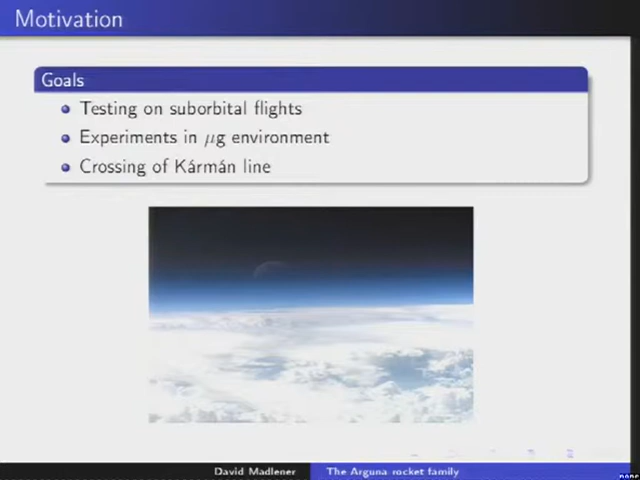 Motivation
Goals
Testing on suborbital flights
Experiments in μg environment
Crossing of Kármán line
David Madlener
The Arguna rocket family